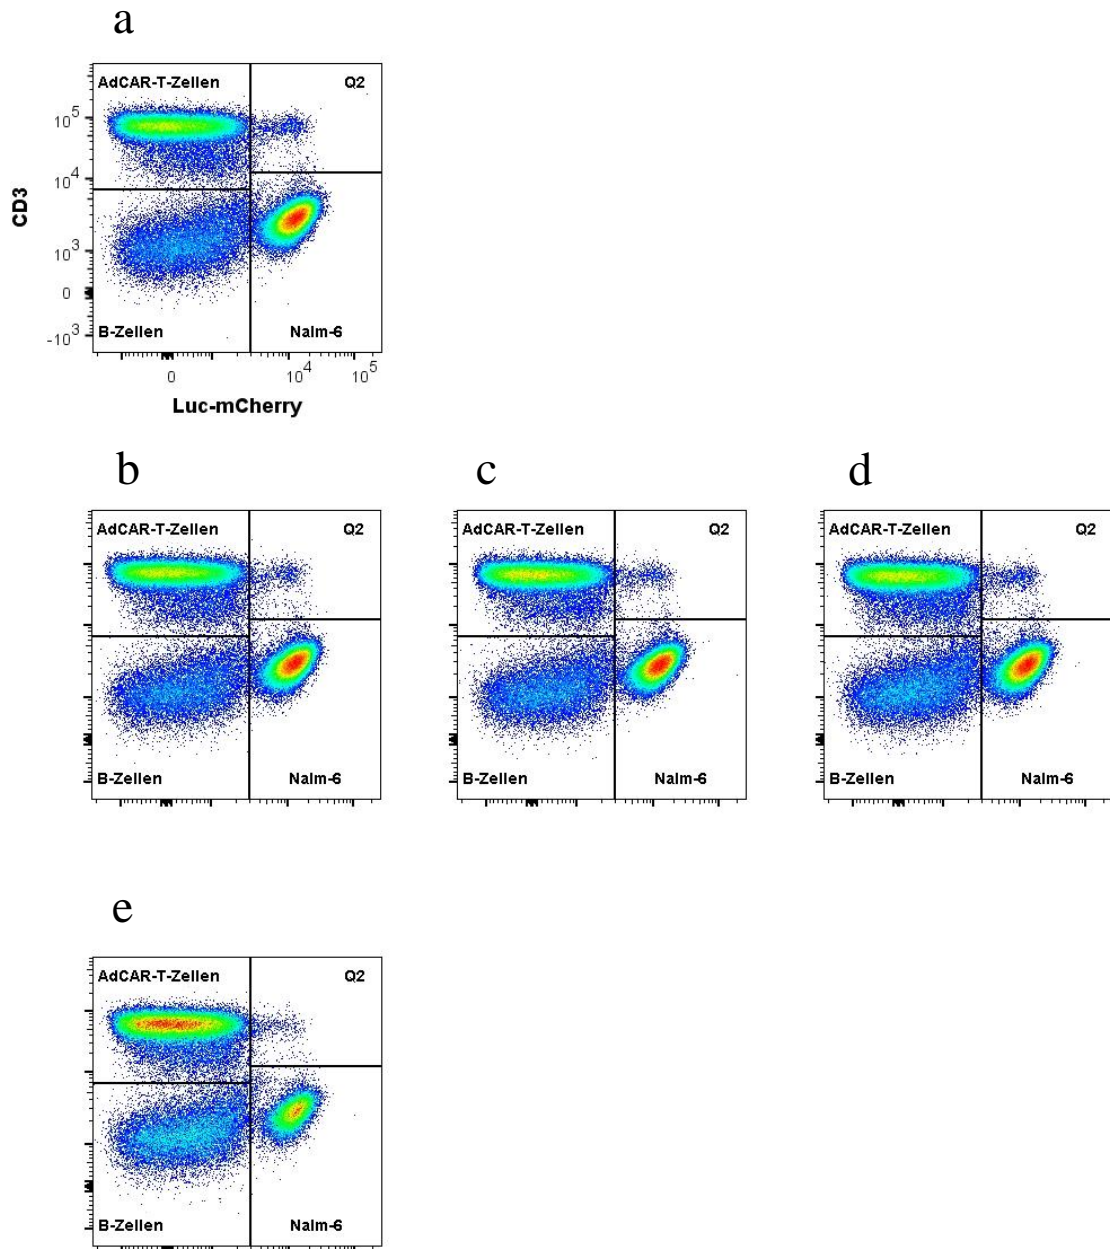 a
AdCAR-T-Zellen Q2
10^5
10^4
CD3
10^3
0
-10^3
B-Zellen Nalm-6
0 10^4 10^5
Luc-mCherry
b c d
AdCAR-T-Zellen Q2 AdCAR-T-Zellen Q2 AdCAR-T-Zellen
B-Zellen Nalm-6 B-Zellen Nalm-6 B-Zellen Nalm-6
e
AdCAR-T-Zellen Q2
B-Zellen Nalm-6